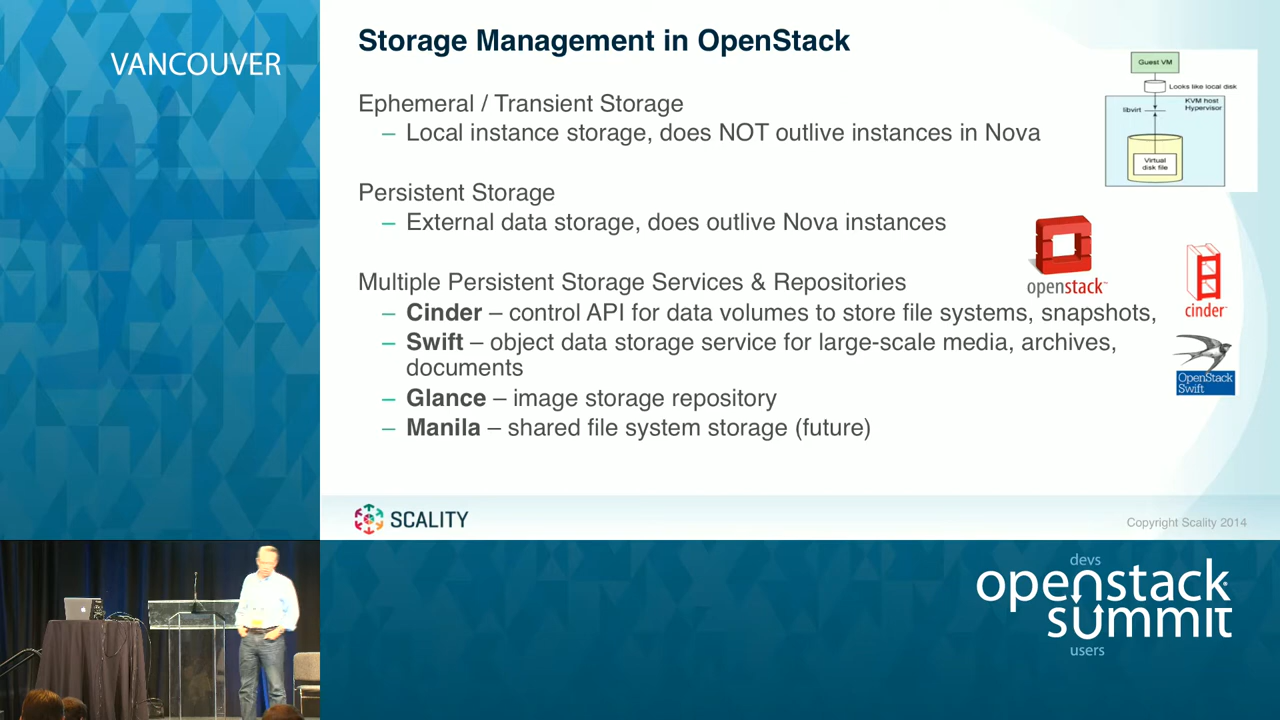 VANCOUVER
Storage Management in OpenStack
Ephemeral / Transient Storage
– Local instance storage, does NOT outlive instances in Nova
Persistent Storage
– External data storage, does outlive Nova instances
Multiple Persistent Storage Services & Repositories
– Cinder – control API for data volumes to store file systems, snapshots,
– Swift – object data storage service for large-scale media, archives,
documents
– Glance – image storage repository
– Manila – shared file system storage (future)
Guest VM
Looks like local disk
KVM host
Hypervisor
libvirt
Virtual
disk file
openstack™
cinder™
OpenStack
Swift
SCALITY
Copyright Scality 2014
devs
openstack
summit
users